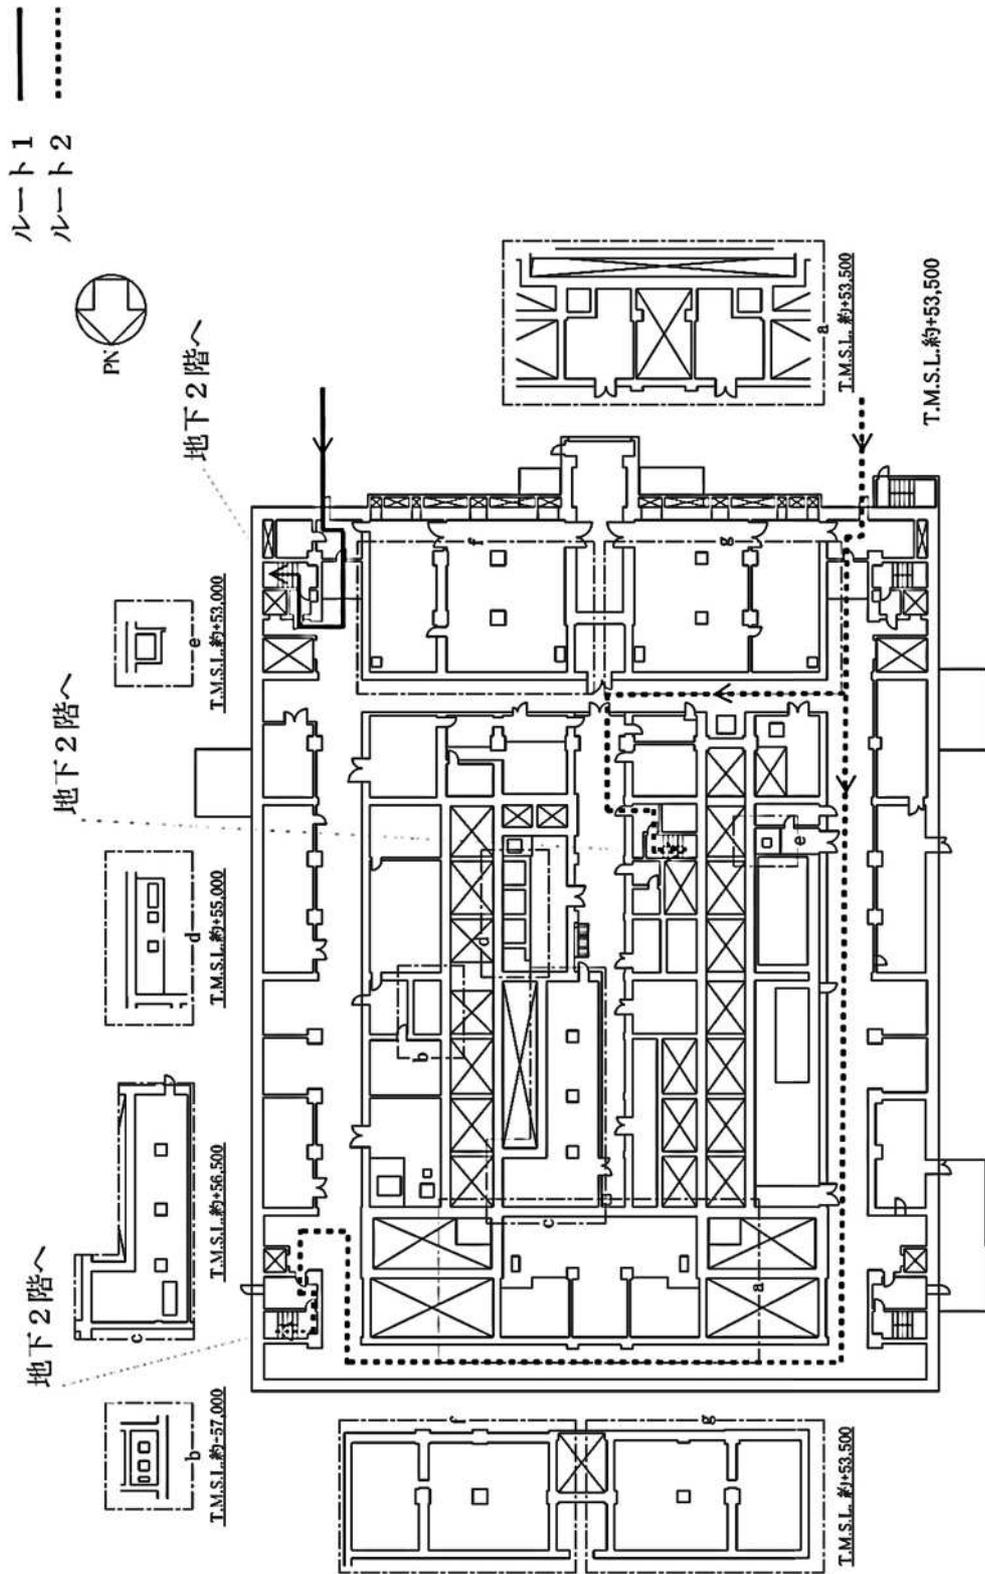 ルート1
ルート2
PN
地下2階へ
地下2階へ
地下2階へ
e
T.M.S.L.約+53,000
d
T.M.S.L.約+55,000
c
T.M.S.L.約+56,500
b
T.M.S.L.約+57,000
a
T.M.S.L. 約+53,500
T.M.S.L.約+53,500
f
g
e
d
b
c
a
f
g
T.M.S.L. 約+53,500